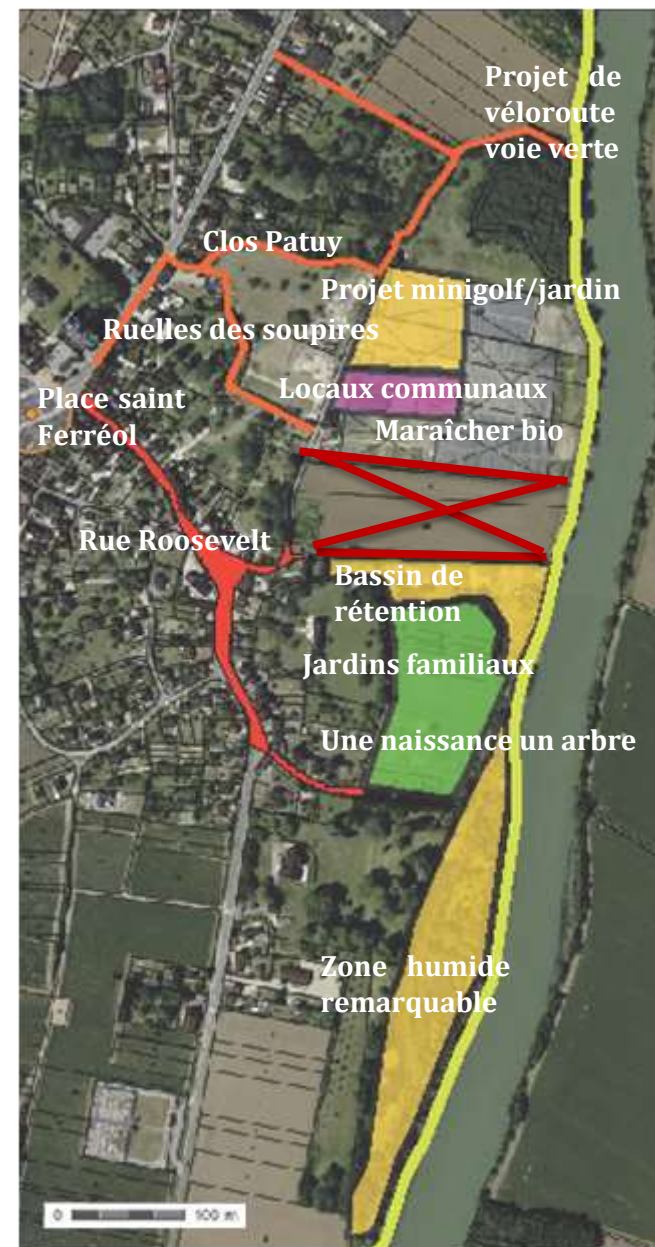 Projet de
véloroute
voie verte
Clos Patuy
Projet minigolf/jardin
Ruelles des soupires
Locaux communaux
Place saint
Ferréol
Maraîcher bio
Rue Roosevelt
Bassin de
rétention
Jardins familiaux
Une naissance un arbre
Zone humide
remarquable
0 100 m